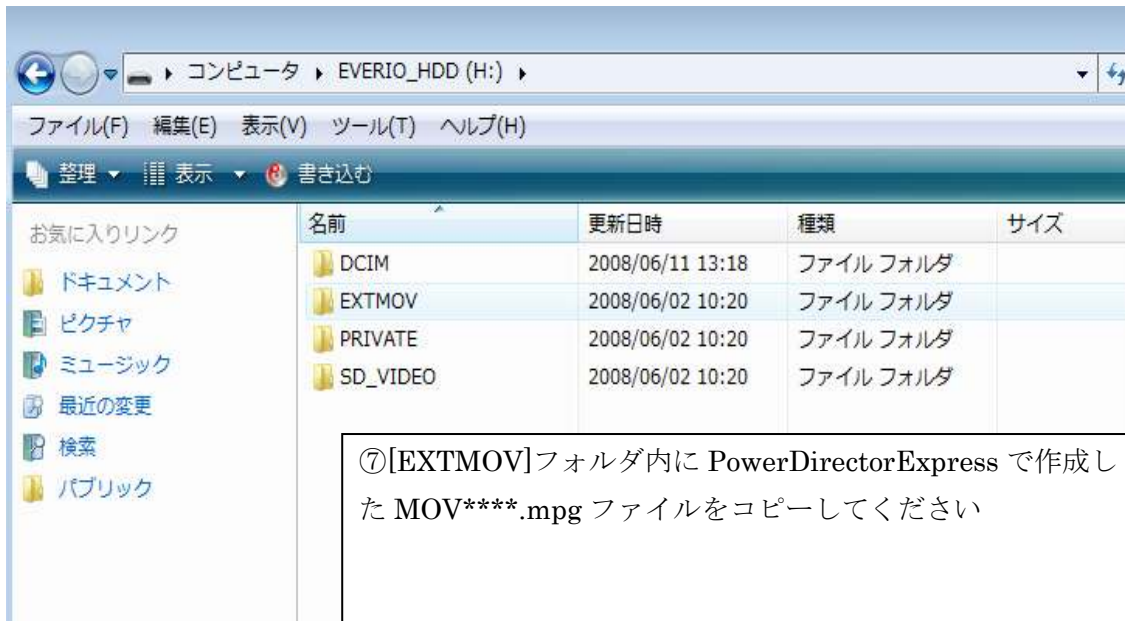 コンピュータ ▸ EVERIO_HDD (H:) ▸
ファイル(F) 編集(E) 表示(V) ツール(T) ヘルプ(H)
整理 表示 書き込む
お気に入りリンク
ドキュメント
ピクチャ
ミュージック
最近の変更
検索
パブリック
名前 更新日時 種類 サイズ
DCIM 2008/06/11 13:18 ファイル フォルダ
EXTMOV 2008/06/02 10:20 ファイル フォルダ
PRIVATE 2008/06/02 10:20 ファイル フォルダ
SD_VIDEO 2008/06/02 10:20 ファイル フォルダ
⑦[EXTMOV]フォルダ内に PowerDirectorExpress で作成し
た MOV****.mpg ファイルをコピーしてください